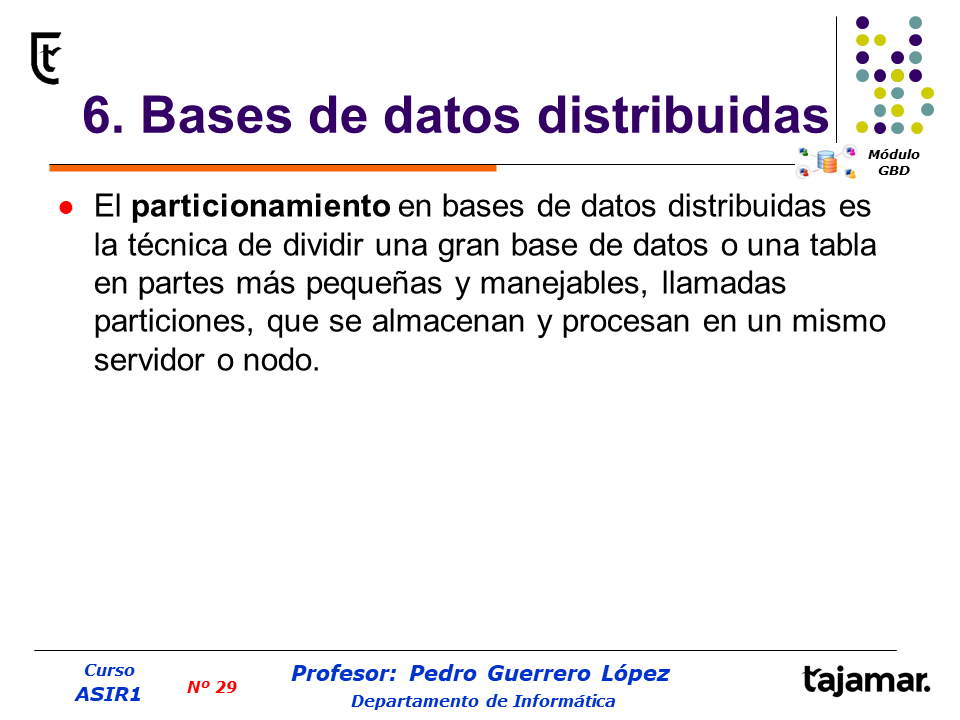 6. Bases de datos distribuidas
Módulo
GBD
● El particionamiento en bases de datos distribuidas es
la técnica de dividir una gran base de datos o una tabla
en partes más pequeñas y manejables, llamadas
particiones, que se almacenan y procesan en un mismo
servidor o nodo.
Curso
ASIR1
Nº 29
Profesor: Pedro Guerrero López
Departamento de Informática
tajamar.